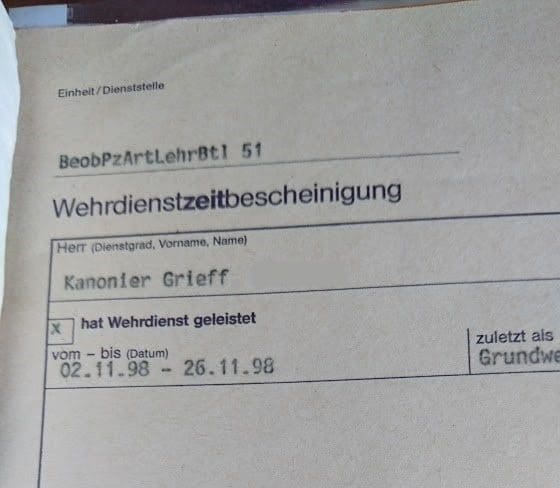 Einheit/Dienststelle
BeobPzArtLehrBtl 51
Wehrdienstzeitbescheinigung
Herr (Dienstgrad, Vorname, Name)
Kanonier Grieff
X hat Wehrdienst geleistet
vom – bis (Datum)
02.11.98 - 26.11.98
zuletzt als
Grundwe